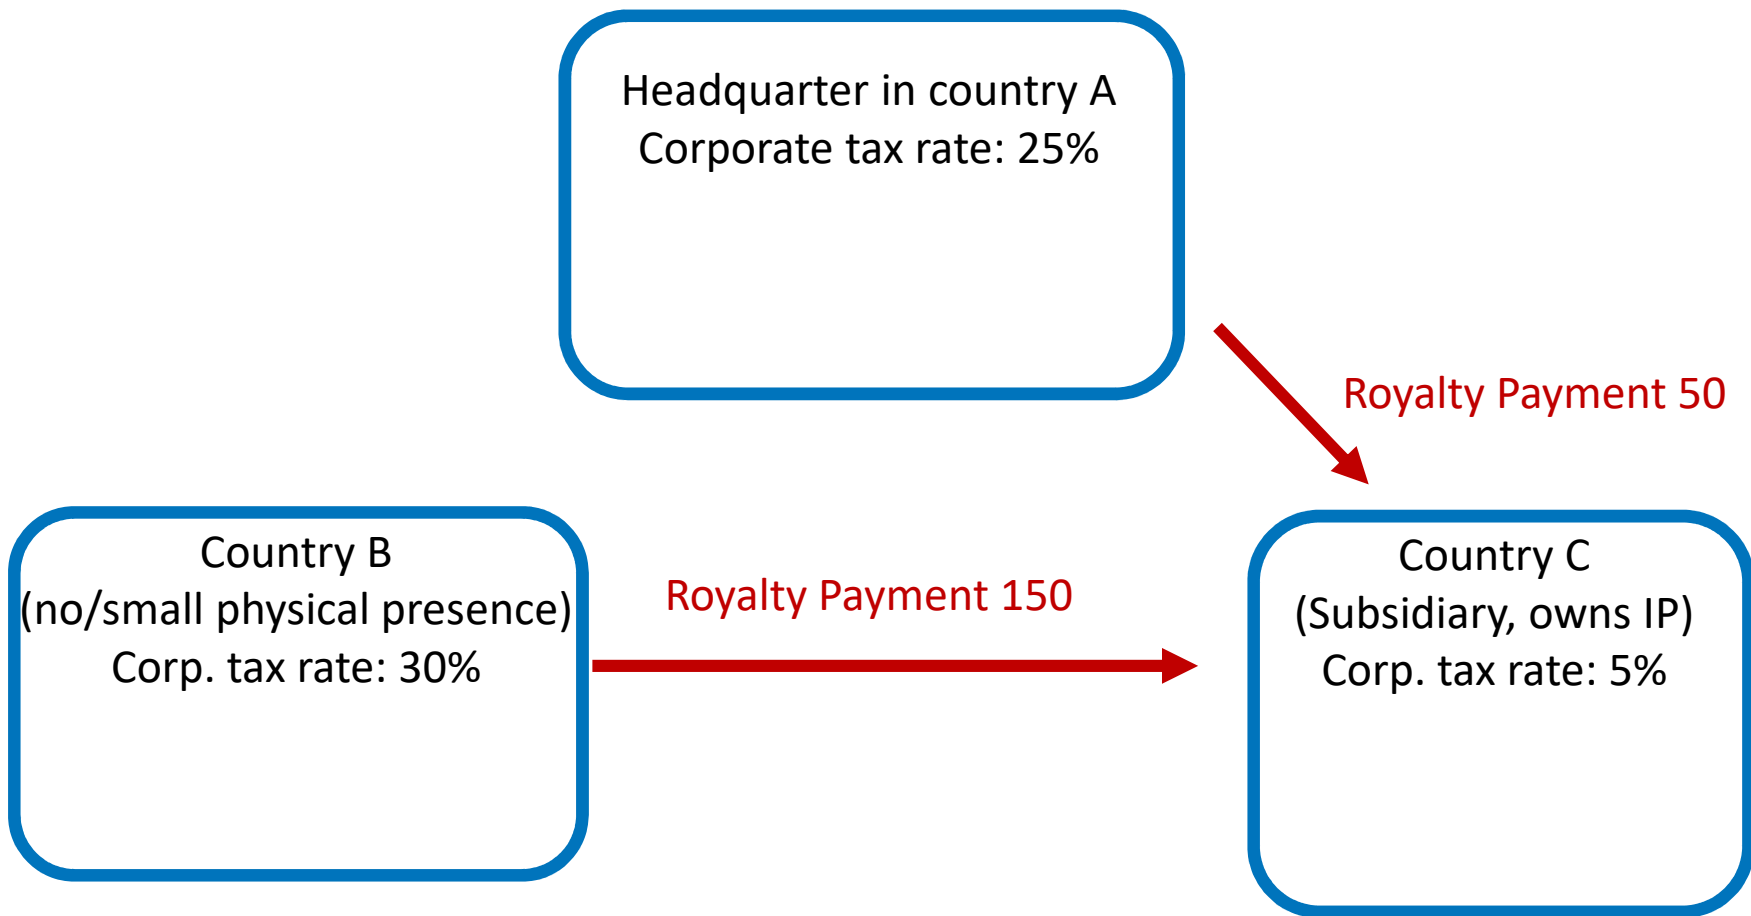 Headquarter in country A
Corporate tax rate: 25%
Royalty Payment 50
Country B
(no/small physical presence)
Corp. tax rate: 30%
Royalty Payment 150
Country C
(Subsidiary, owns IP)
Corp. tax rate: 5%